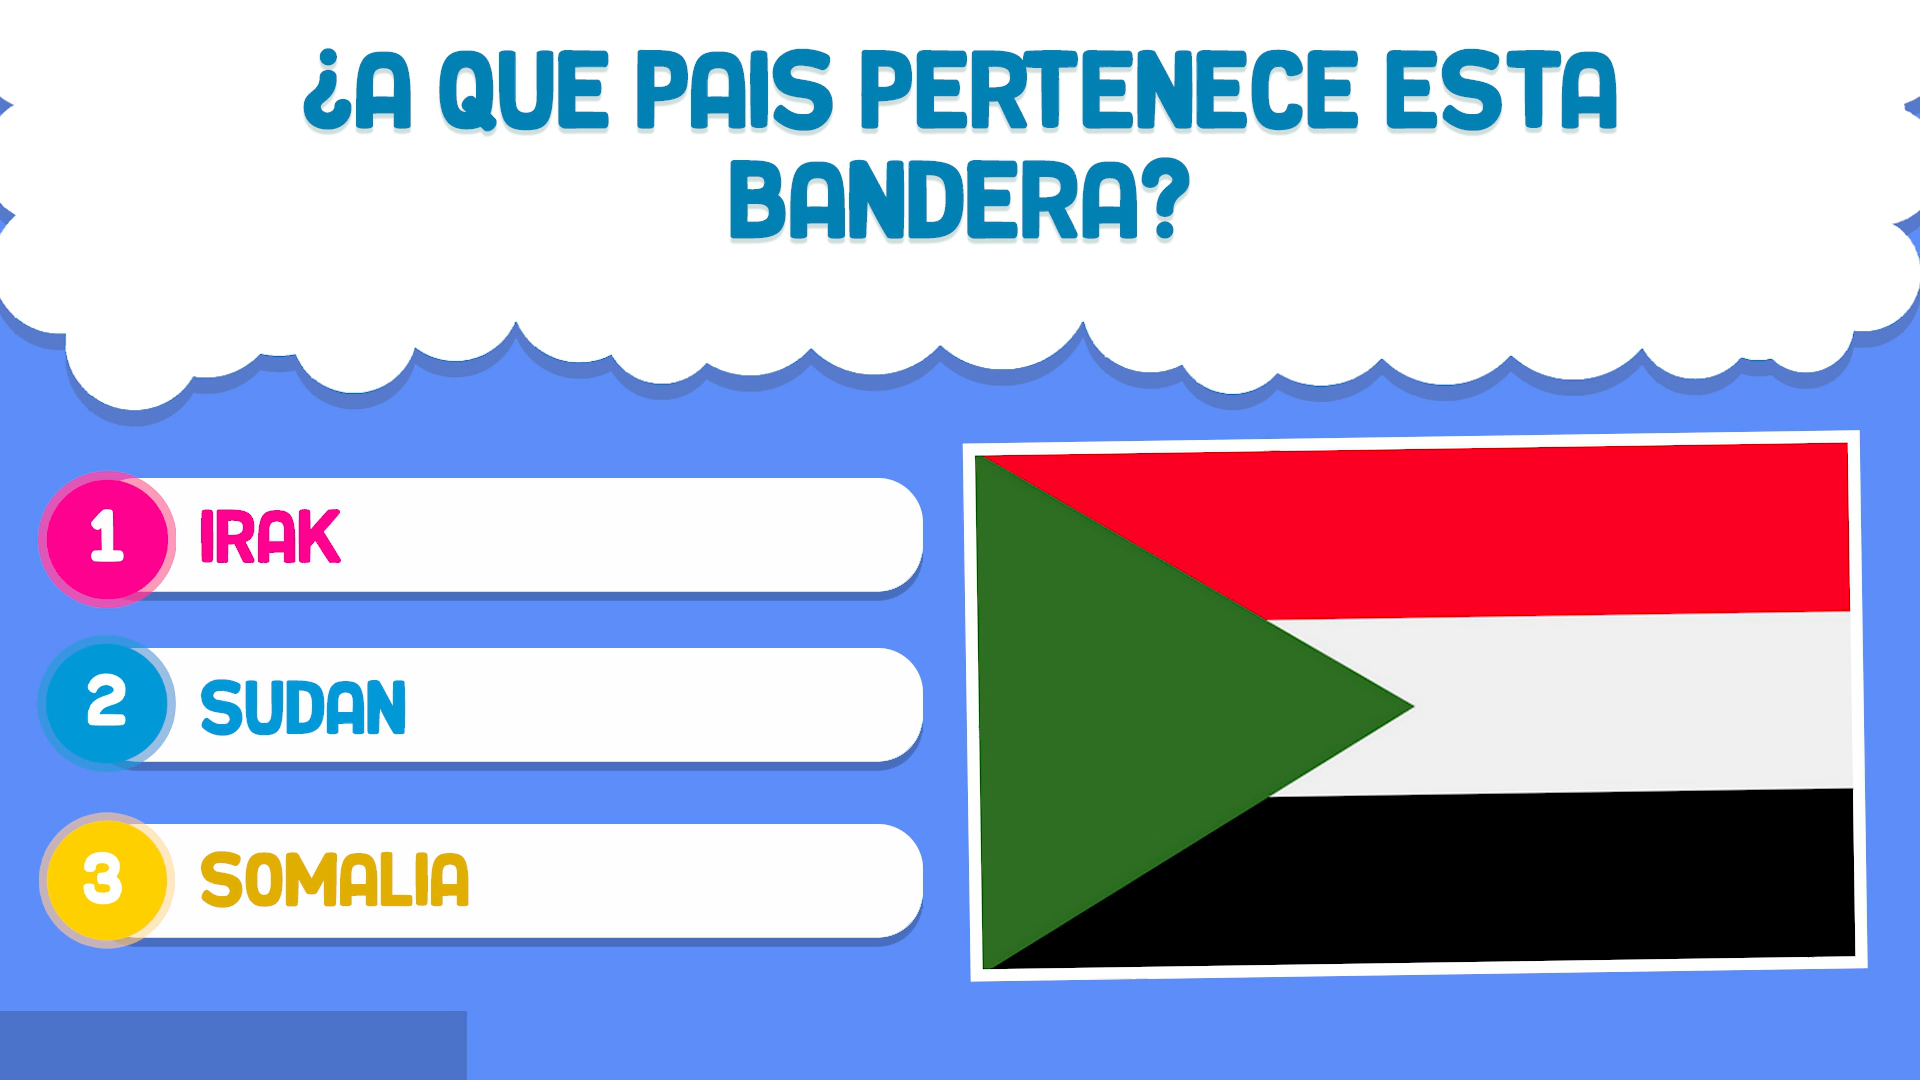 ¿A QUE PAIS PERTENECE ESTA
BANDERA?
1 IRAK
2 SUDAN
3 SOMALIA